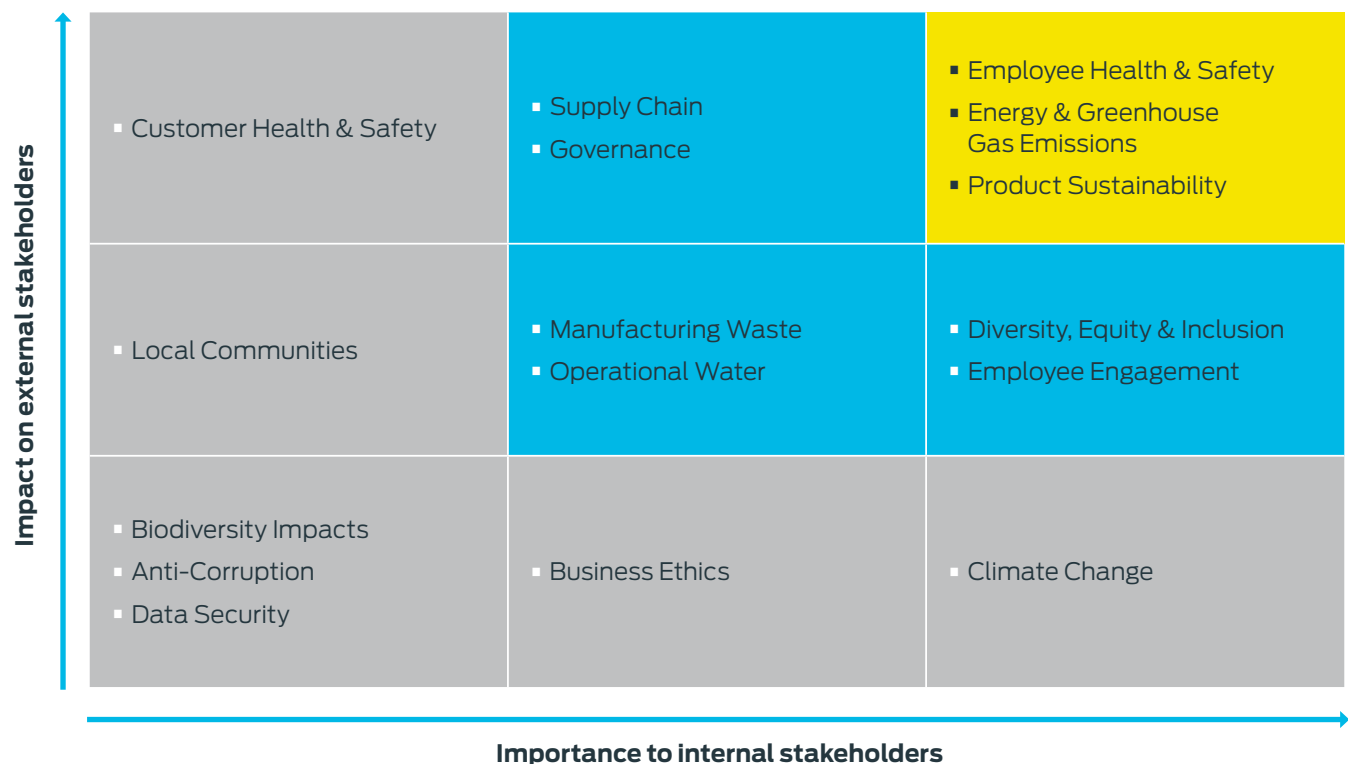 Impact on external stakeholders
Customer Health & Safety
Supply Chain
Governance
Employee Health & Safety
Energy & Greenhouse
Gas Emissions
Product Sustainability
Local Communities
Manufacturing Waste
Operational Water
Diversity, Equity & Inclusion
Employee Engagement
Biodiversity Impacts
Anti-Corruption
Data Security
Business Ethics
Climate Change
Importance to internal stakeholders